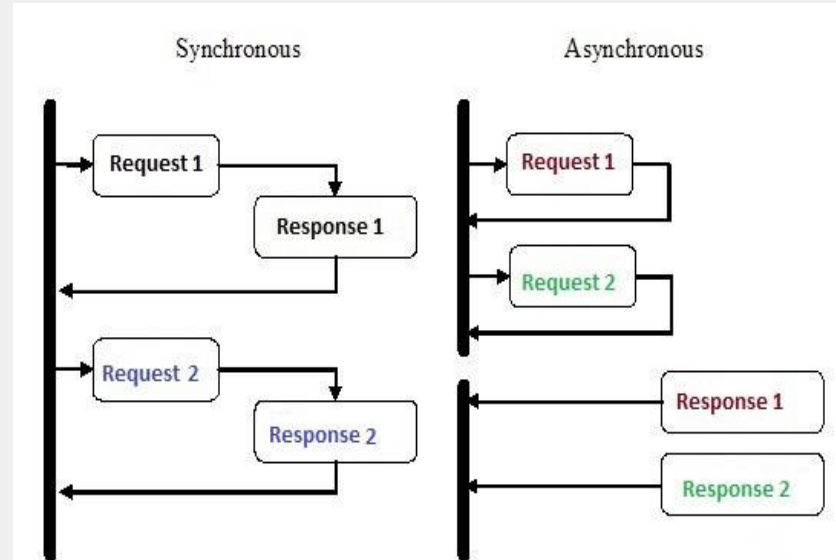 Synchronous
Asynchronous
Request 1
Response 1
Request 2
Response 2
Request 1
Request 2
Response 1
Response 2